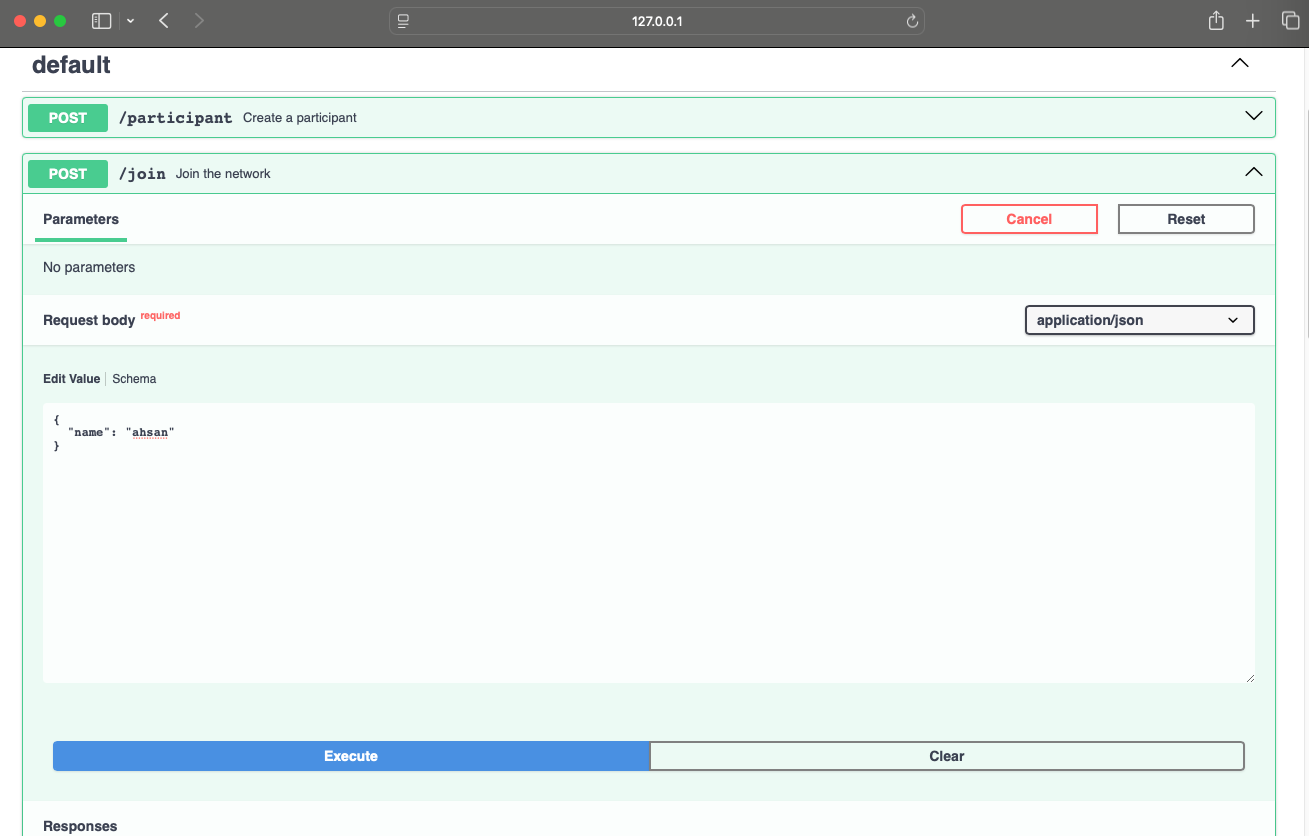 127.0.0.1
default
POST /participant Create a participant
POST /join Join the network
Parameters Cancel Reset
No parameters
Request body required application/json
Edit Value Schema
{
"name": "ahsan"
}
Execute Clear
Responses